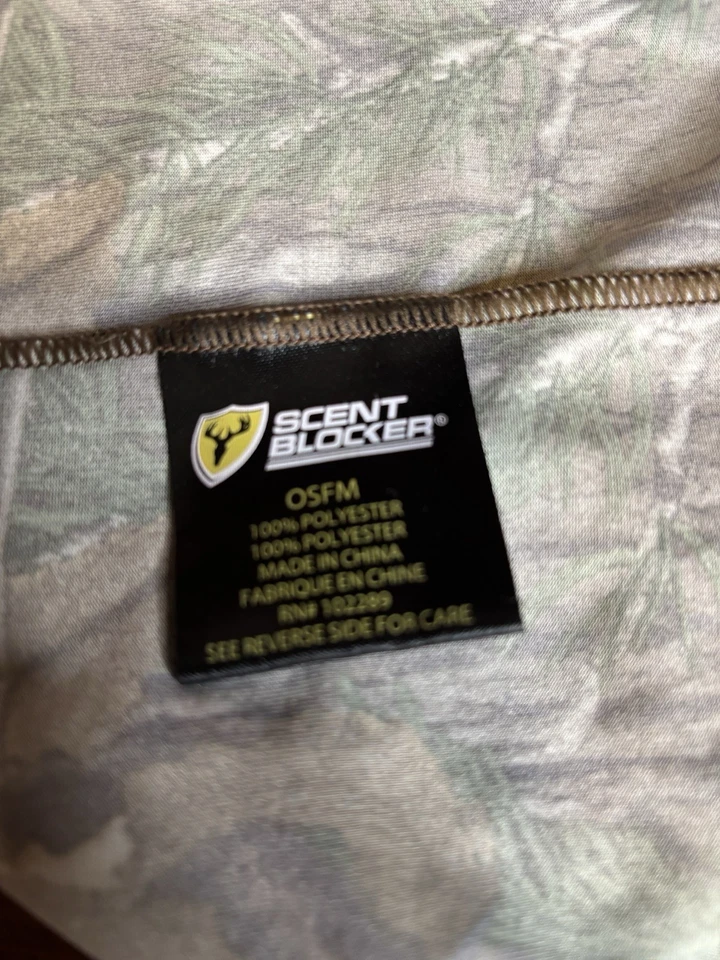 SCENT
BLOCKER®
OSFM
100% POLYESTER
100% POLYESTER
MADE IN CHINA
FABRIQUE EN CHINE
RN# 102289
SEE REVERSE SIDE FOR CARE